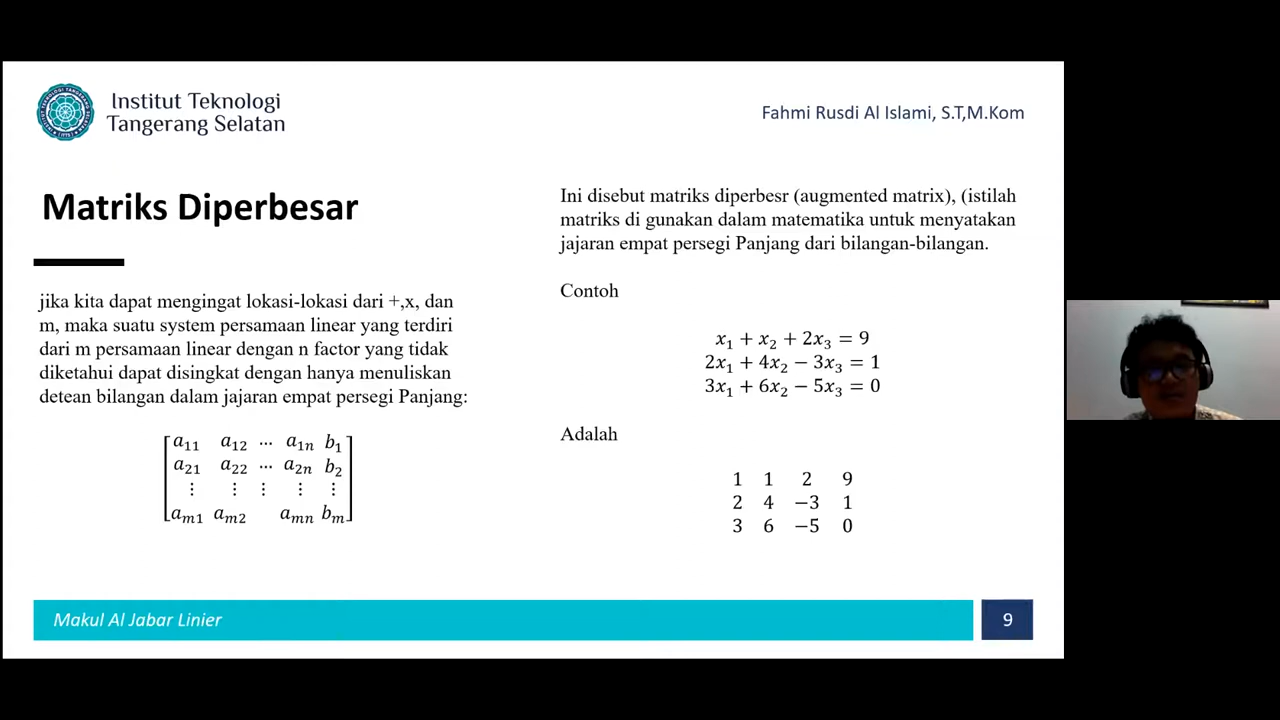 Institut Teknologi
Tangerang Selatan
Fahmi Rusdi Al Islami, S.T,M.Kom
Matriks Diperbesar
jika kita dapat mengingat lokasi-lokasi dari +,x, dan
m, maka suatu system persamaan linear yang terdiri
dari m persamaan linear dengan n factor yang tidak
diketahui dapat disingkat dengan hanya menuliskan
detean bilangan dalam jajaran empat persegi Panjang:
a₁₁ a₁₂ … a₁ₙ b₁
a₂₁ a₂₂ … a₂ₙ b₂
⋮ ⋮ ⋮ ⋮ ⋮
aₘ₁ aₘ₂ aₘₙ bₘ
Ini disebut matriks diperbesr (augmented matrix), (istilah
matriks di gunakan dalam matematika untuk menyatakan
jajaran empat persegi Panjang dari bilangan-bilangan.
Contoh
x₁ + x₂ + 2x₃ = 9
2x₁ + 4x₂ − 3x₃ = 1
3x₁ + 6x₂ − 5x₃ = 0
Adalah
1 1 2 9
2 4 −3 1
3 6 −5 0
Makul Al Jabar Linier
9